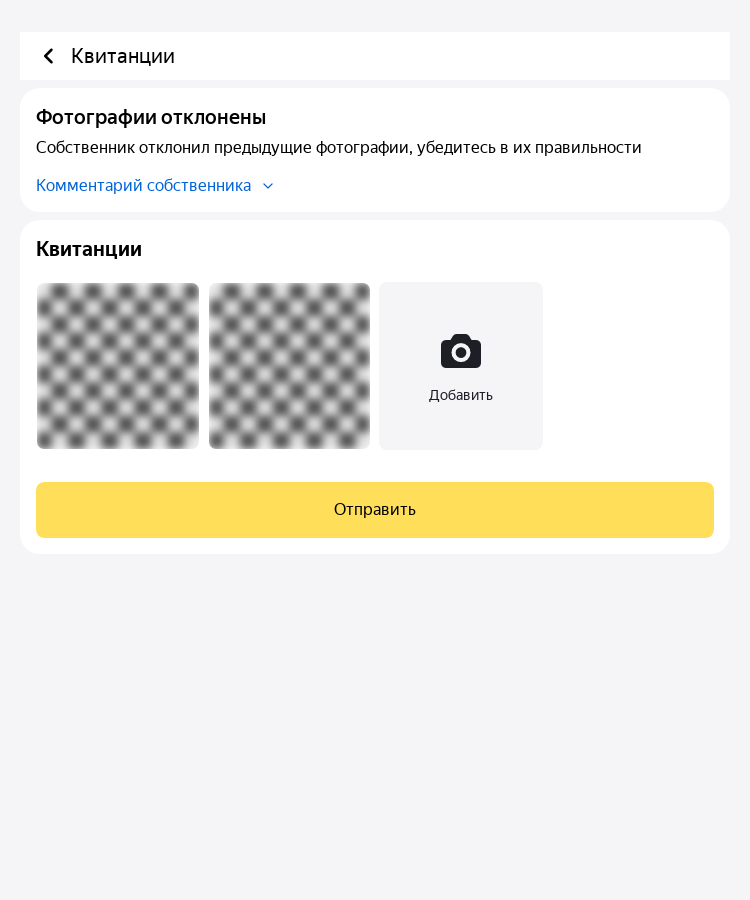 Квитанции
Фотографии отклонены
Собственник отклонил предыдущие фотографии, убедитесь в их правильности
Комментарий собственника
Квитанции
Добавить
Отправить